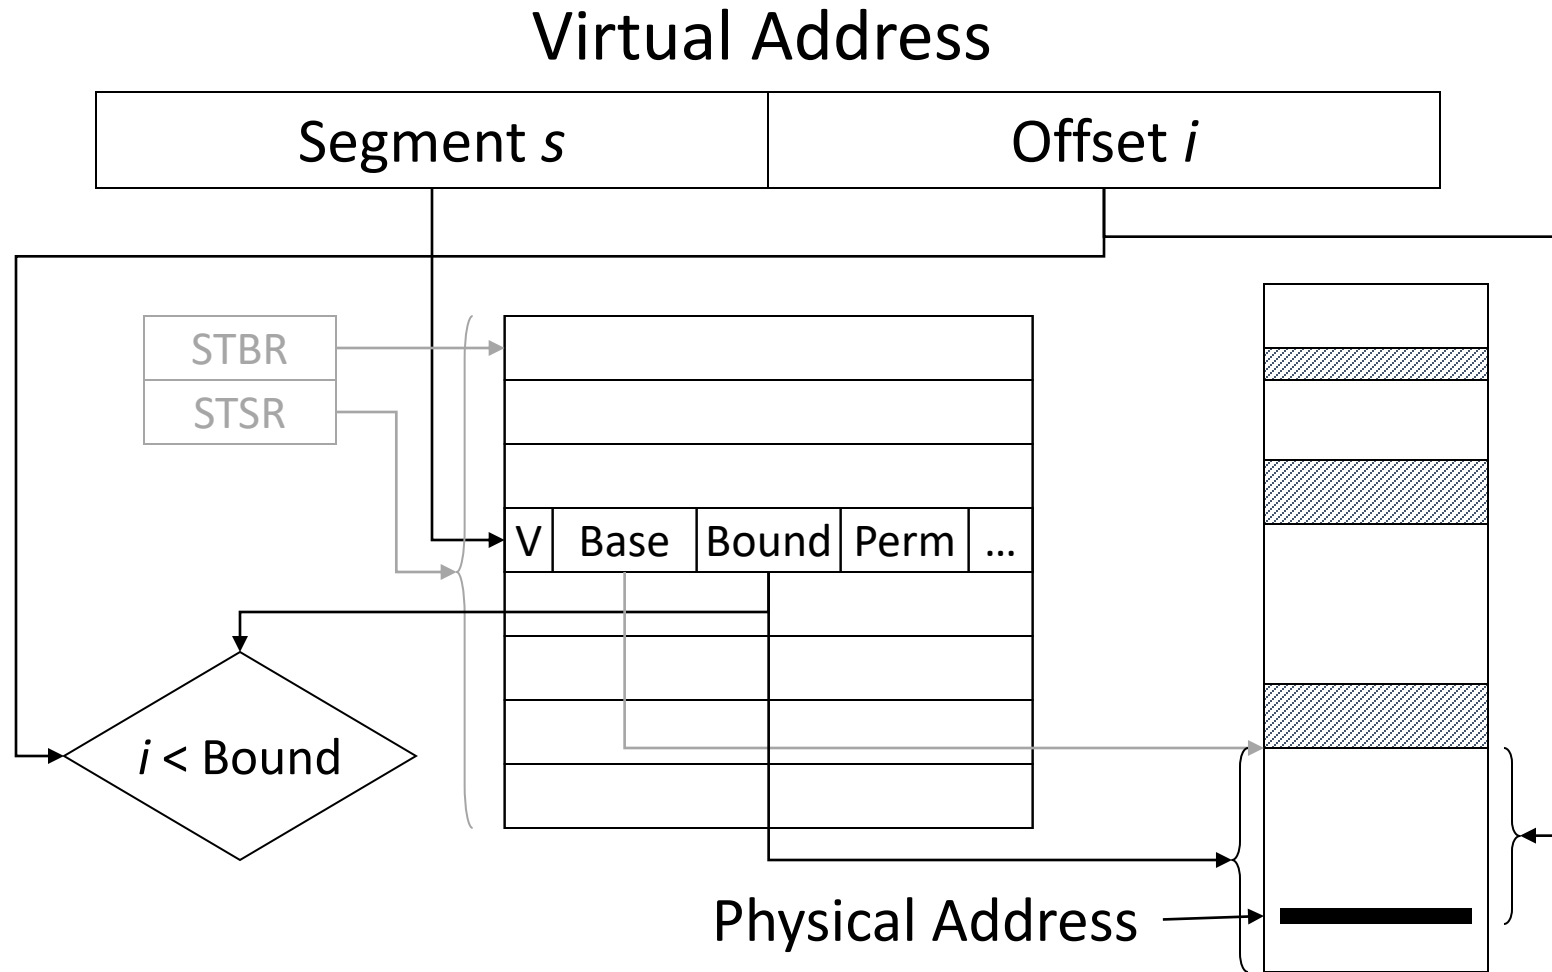 Virtual Address
Segment s
Offset i
STBR
STSR
V
Base
Bound
Perm
...
i < Bound
Physical Address